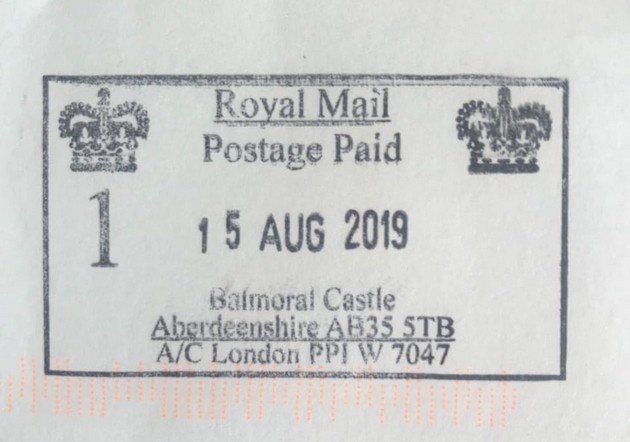 Royal Mail
Postage Paid
1
15 AUG 2019
Balmoral Castle
Aberdeenshire AB35 5TB
A/C London PPI W 7047